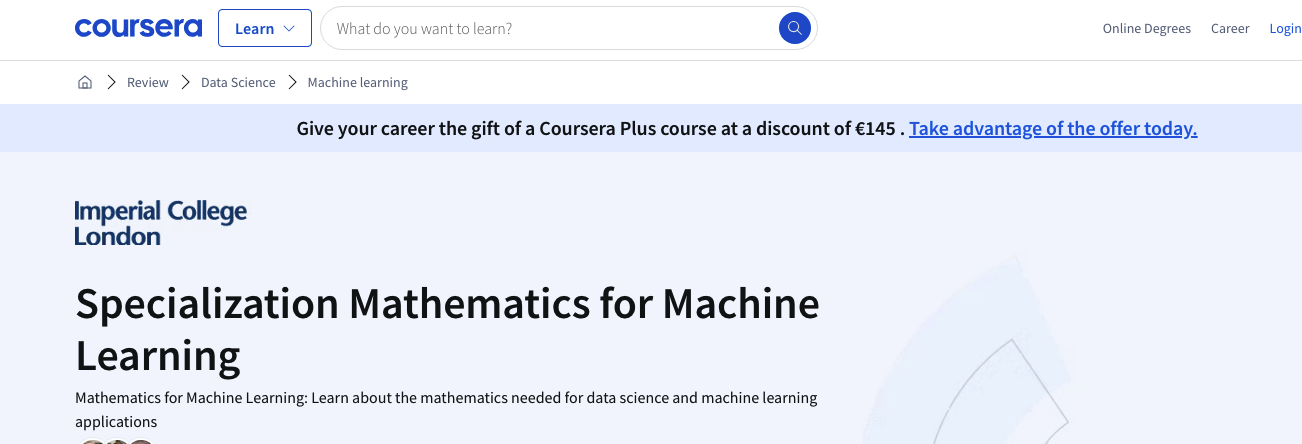 coursera
Learn
What do you want to learn?
Online Degrees
Career
Login
Review
Data Science
Machine learning
Give your career the gift of a Coursera Plus course at a discount of €145 . Take advantage of the offer today.
Imperial College
London
Specialization Mathematics for Machine
Learning
Mathematics for Machine Learning: Learn about the mathematics needed for data science and machine learning
applications